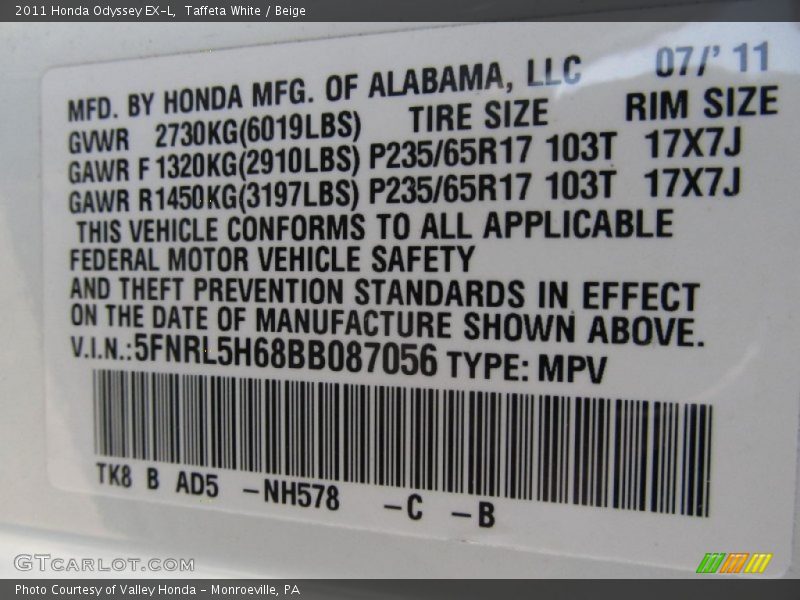 2011 Honda Odyssey EX-L,  Taffeta White / Beige
07/' 11
MFD. BY HONDA MFG. OF ALABAMA, LLC
GVWR 2730KG(6019LBS) TIRE SIZE RIM SIZE
GAWR F 1320KG(2910LBS) P235/65R17 103T 17X7J
GAWR R1450KG(3197LBS) P235/65R17 103T 17X7J
THIS VEHICLE CONFORMS TO ALL APPLICABLE
FEDERAL MOTOR VEHICLE SAFETY
AND THEFT PREVENTION STANDARDS IN EFFECT
ON THE DATE OF MANUFACTURE SHOWN ABOVE.
V.I.N.:5FNRL5H68BB087056 TYPE: MPV
TK8 B AD5 -NH578 -C -B
GTCARLOT.COM
Photo Courtesy of Valley Honda - Monroeville, PA